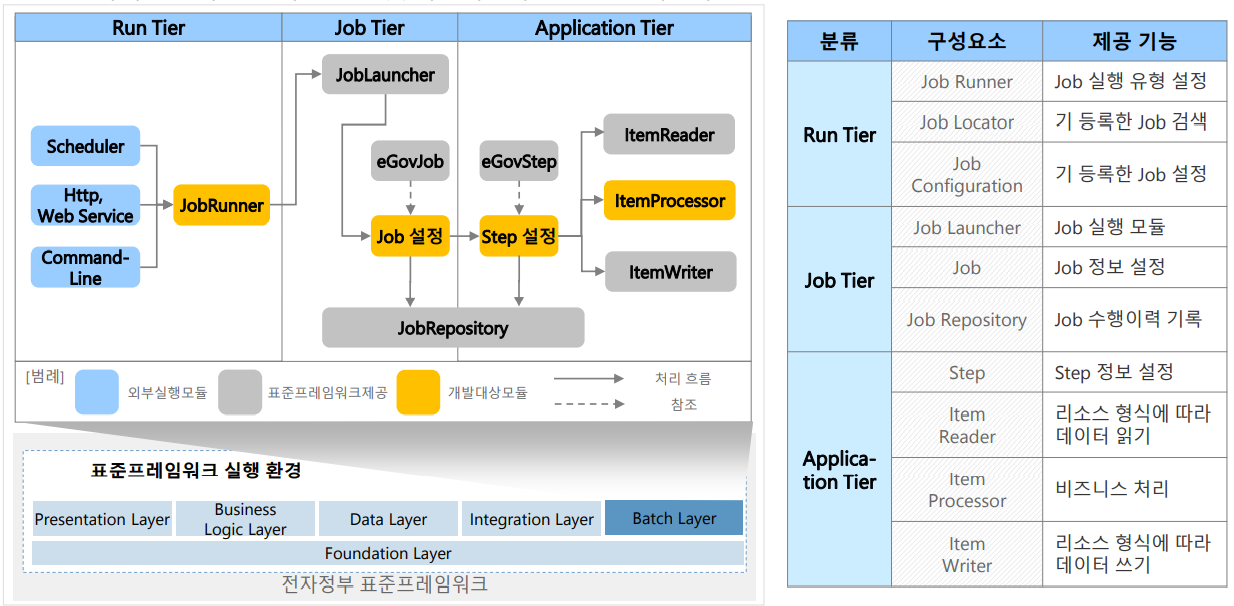 Run Tier
Job Tier
Application Tier
JobLauncher
Scheduler
Http,
Web Service
Command-
Line
JobRunner
eGovJob
eGovStep
Job 설정
Step 설정
ItemReader
ItemProcessor
ItemWriter
JobRepository
[범례]
외부실행모듈
표준프레임워크제공
개발대상모듈
처리 흐름
참조
표준프레임워크 실행 환경
Presentation Layer
Business
Logic Layer
Data Layer
Integration Layer
Batch Layer
Foundation Layer
전자정부 표준프레임워크
분류
구성요소
제공 기능
Run Tier
Job Runner
Job 실행 유형 설정
Job Locator
기 등록한 Job 검색
Job
Configuration
기 등록한 Job 설정
Job Tier
Job Launcher
Job 실행 모듈
Job
Job 정보 설정
Job Repository
Job 수행이력 기록
Applica-
tion Tier
Step
Step 정보 설정
Item
Reader
리소스 형식에 따라
데이터 읽기
Item
Processor
비즈니스 처리
Item
Writer
리소스 형식에 따라
데이터 쓰기